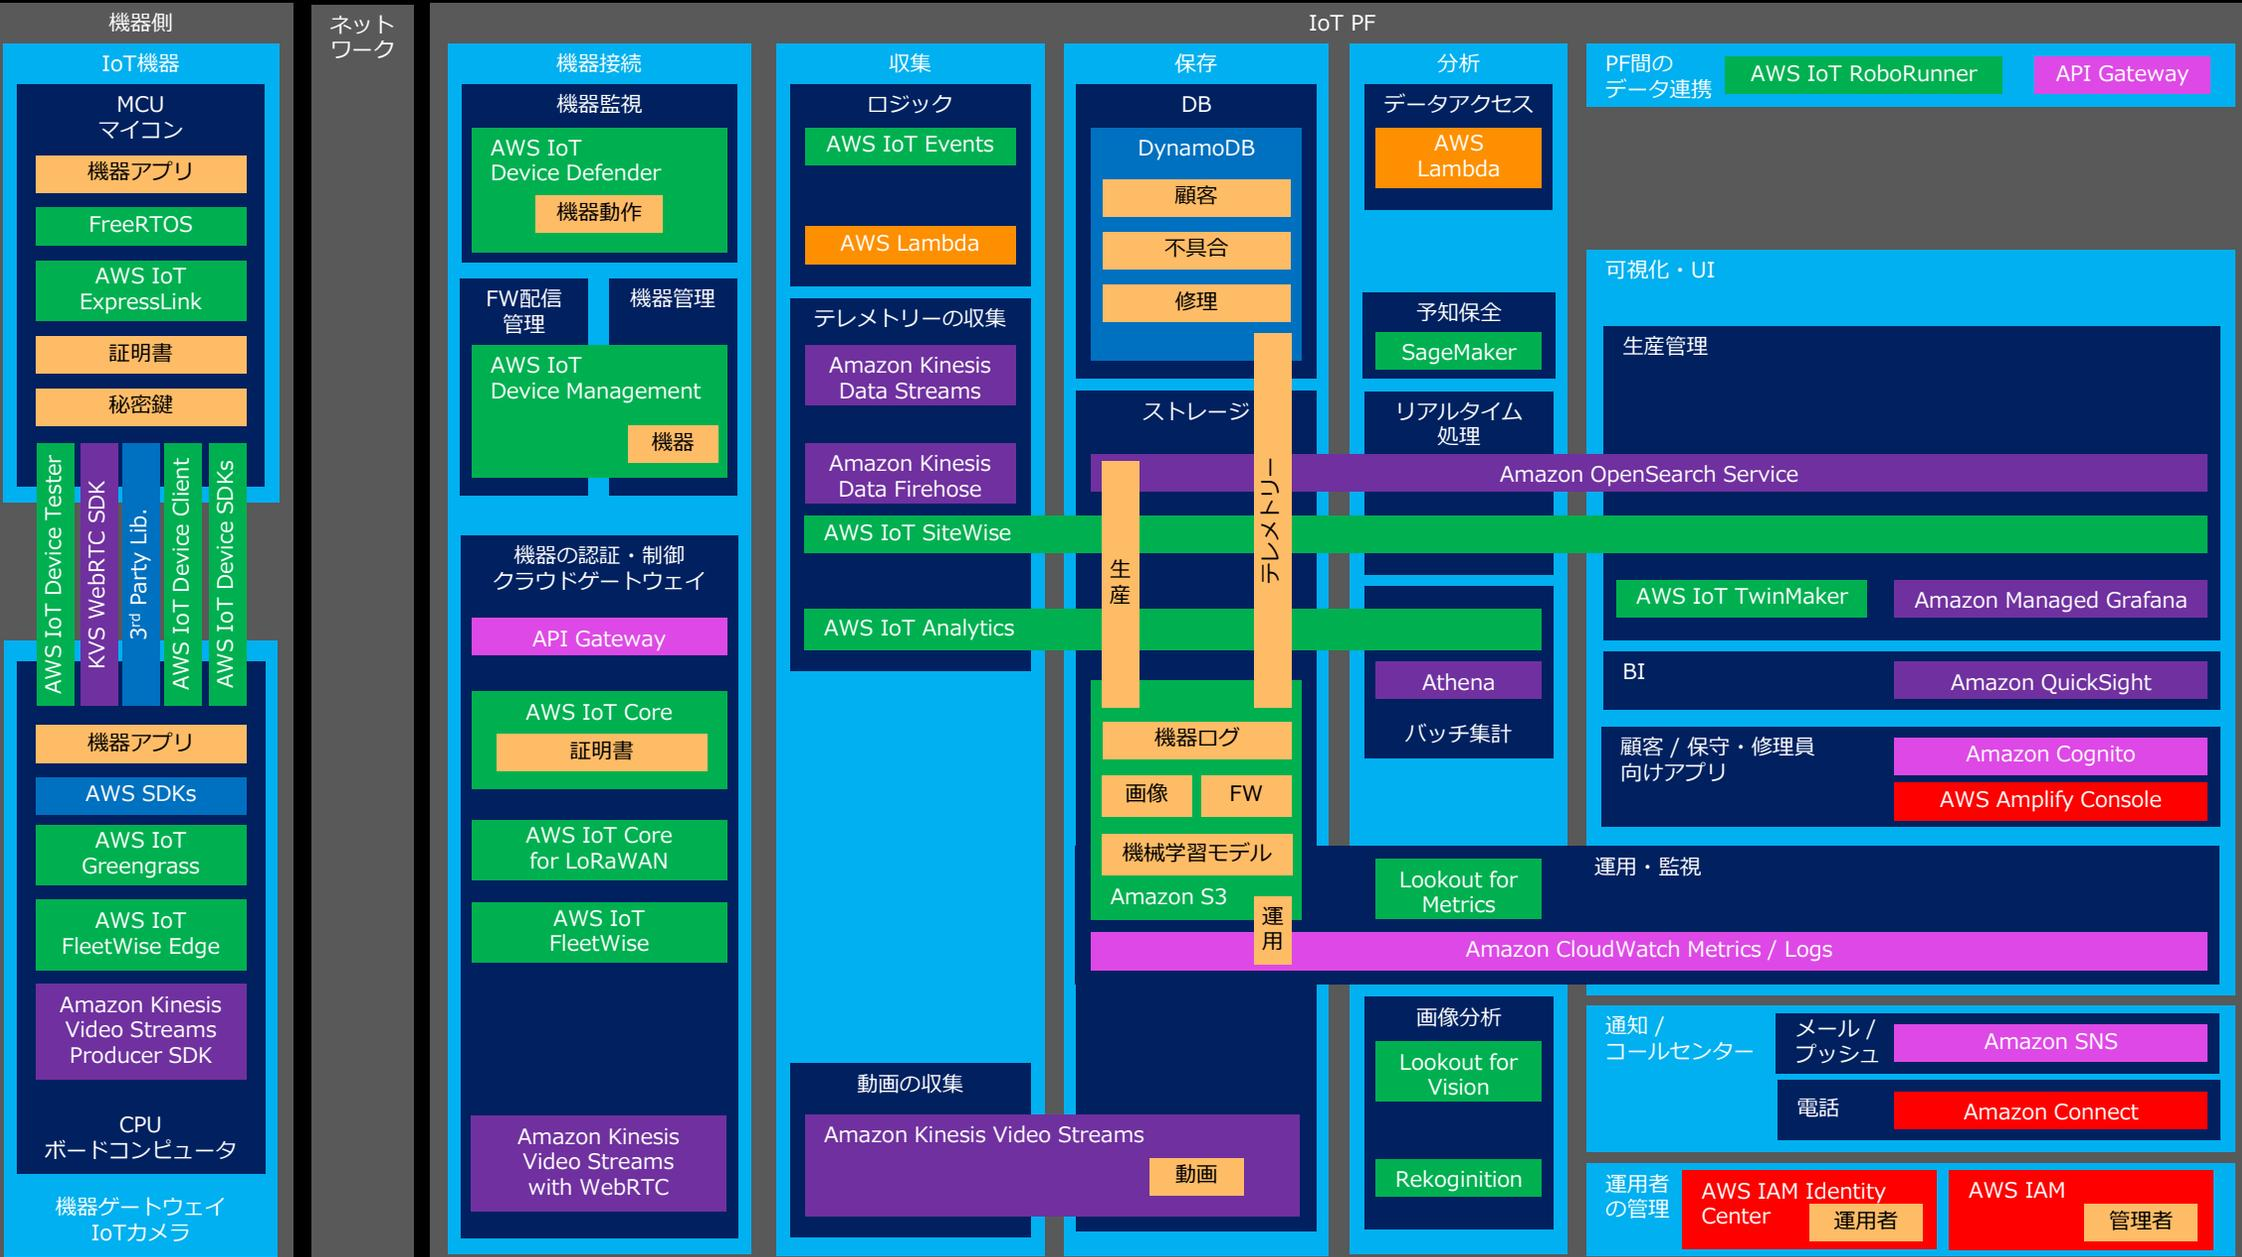 機器側
IoT機器
MCU
マイコン
機器アプリ
FreeRTOS
AWS IoT
ExpressLink
証明書
秘密鍵
AWS IoT Device Tester
KVS WebRTC SDK
3rd Party Lib.
AWS IoT Device Client
AWS IoT Device SDKs
機器アプリ
AWS SDKs
AWS IoT
Greengrass
AWS IoT
FleetWise Edge
Amazon Kinesis
Video Streams
Producer SDK
CPU
ボードコンピュータ
機器ゲートウェイ
IoTカメラ
ネット
ワーク
IoT PF
機器接続
機器監視
AWS IoT
Device Defender
機器動作
FW配信
管理
機器管理
AWS IoT
Device Management
機器
機器の認証・制御
クラウドゲートウェイ
API Gateway
AWS IoT Core
証明書
AWS IoT Core
for LoRaWAN
AWS IoT
FleetWise
Amazon Kinesis
Video Streams
with WebRTC
収集
ロジック
AWS IoT Events
AWS Lambda
テレメトリーの収集
Amazon Kinesis
Data Streams
Amazon Kinesis
Data Firehose
AWS IoT SiteWise
AWS IoT Analytics
動画の収集
Amazon Kinesis Video Streams
動画
保存
DB
DynamoDB
顧客
不具合
修理
ストレージ
テレメトリー
生産
機器ログ
画像
FW
機械学習モデル
Amazon S3
運用
分析
データアクセス
AWS
Lambda
予知保全
SageMaker
リアルタイム
処理
Amazon OpenSearch Service
Athena
バッチ集計
Lookout for
Metrics
運用・監視
Amazon CloudWatch Metrics / Logs
画像分析
Lookout for
Vision
Rekoginition
PF間の
データ連携
AWS IoT RoboRunner
API Gateway
可視化・UI
生産管理
AWS IoT TwinMaker
Amazon Managed Grafana
BI
Amazon QuickSight
顧客 / 保守・修理員
向けアプリ
Amazon Cognito
AWS Amplify Console
通知 /
コールセンター
メール /
プッシュ
Amazon SNS
電話
Amazon Connect
運用者
の管理
AWS IAM Identity
Center
運用者
AWS IAM
管理者